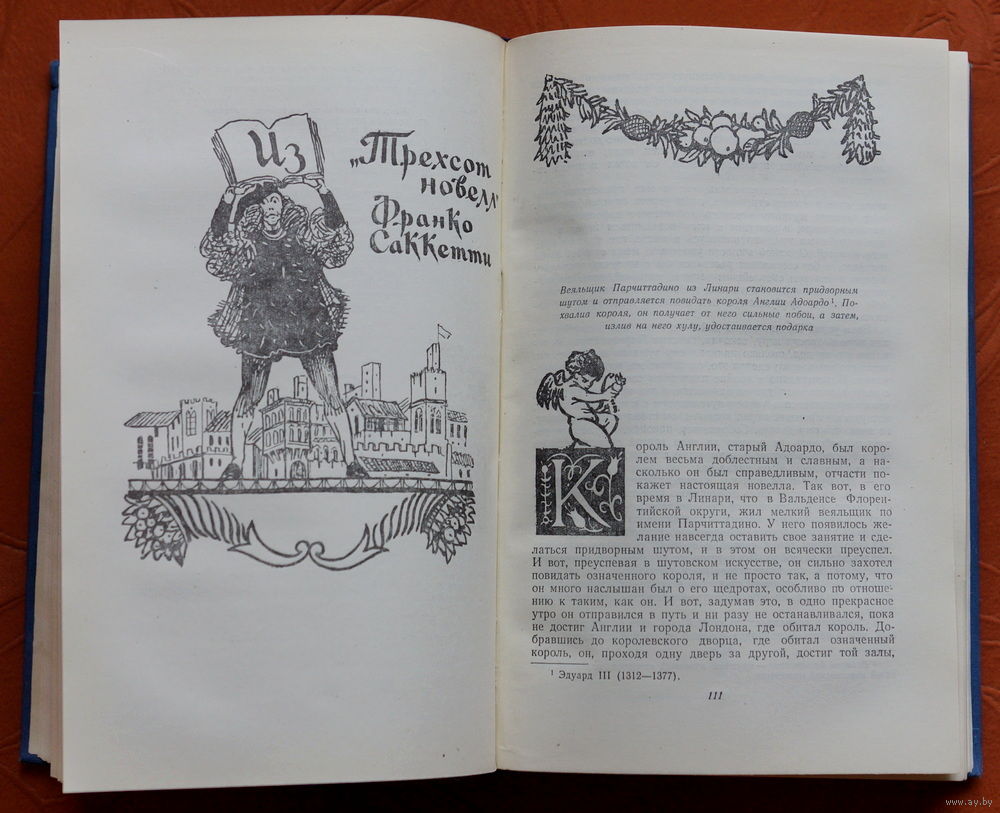 Из
„Трехсот
новелл"
Франко
Саккетти
Веяльщик Парчиттадино из Линари становится придворным
шутом и отправляется повидать короля Англии Адоардо¹. По-
хвалив короля, он получает от него сильные побои, а затем,
излив на него хулу, удостаивается подарка
Король Англии, старый Адоардо, был коро-
лем весьма доблестным и славным, а на-
сколько он был справедливым, отчасти по-
кажет настоящая новелла. Так вот, в его
время в Линари, что в Вальденсе Флорен-
тийской округи, жил мелкий веяльщик по
имени Парчиттадино. У него появилось же-
лание навсегда оставить свое занятие и сде-
латься придворным шутом, и в этом он всячески преуспел.
И вот, преуспевая в шутовском искусстве, он сильно захотел
повидать означенного короля, и не просто так, а потому, что
он много наслышан был о его щедротах, особливо по отноше-
нию к таким, как он. И вот, задумав это, в одно прекрасное
утро он отправился в путь и ни разу не останавливался, пока
не достиг Англии и города Лондона, где обитал король. До-
бравшись до королевского дворца, где обитал означенный
король, он, проходя одну дверь за другой, достиг той залы,
¹ Эдуард III (1312—1377).
111
www.ay.by